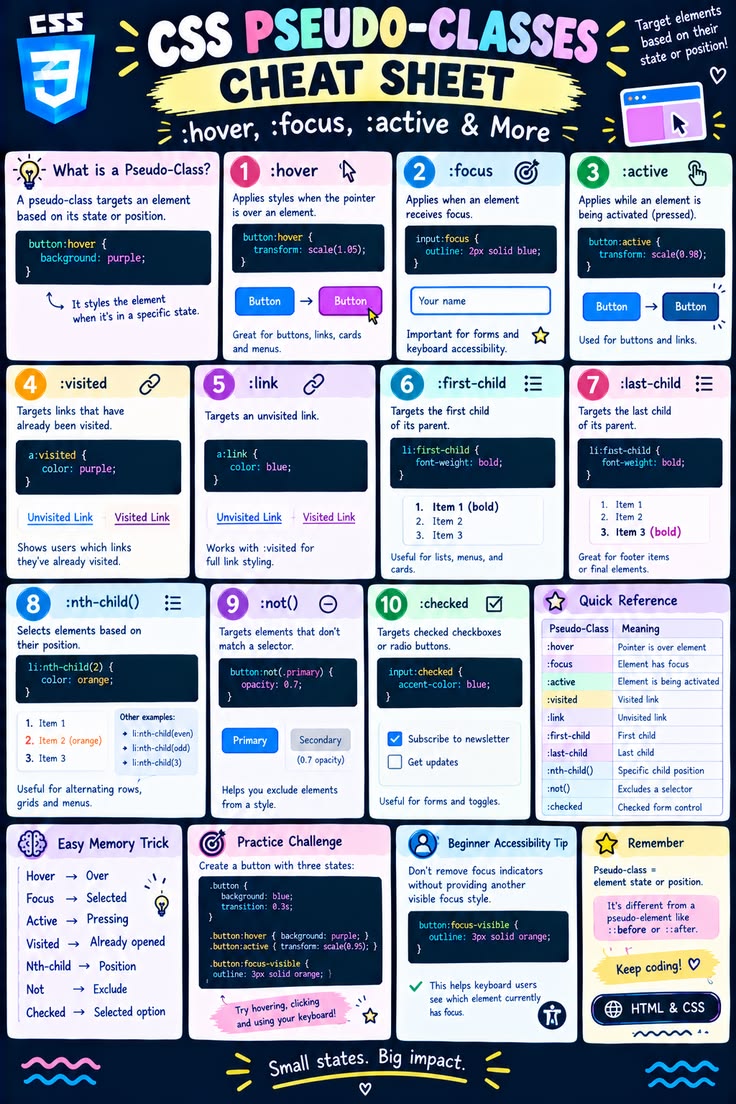 CSS
3
CSS PSEUDO-CLASSES
CHEAT SHEET
:hover, :focus, :active & More
Target elements
based on their
state or position!
What is a Pseudo-Class?
A pseudo-class targets an element
based on its state or position.
button:hover {
background: purple;
}
It styles the element
when it's in a specific state.
1 :hover
Applies styles when the pointer
is over an element.
button:hover {
transform: scale(1.05);
}
Button → Button
Great for buttons, links, cards
and menus.
2 :focus
Applies when an element
receives focus.
input:focus {
outline: 2px solid blue;
}
Your name
Important for forms and
keyboard accessibility.
3 :active
Applies while an element is
being activated (pressed).
button:active {
transform: scale(0.98);
}
Button → Button
Used for buttons and links.
4 :visited
Targets links that have
already been visited.
a:visited {
color: purple;
}
Unvisited Link Visited Link
Shows users which links
they've already visited.
5 :link
Targets an unvisited link.
a:link {
color: blue;
}
Unvisited Link Visited Link
Works with :visited for
full link styling.
6 :first-child
Targets the first child
of its parent.
li:first-child {
font-weight: bold;
}
1. Item 1 (bold)
2. Item 2
3. Item 3
Useful for lists, menus, and
cards.
7 :last-child
Targets the last child
of its parent.
font-weight: bold;
}
1. Item 1
2. Item 2
3. Item 3 (bold)
Great for footer items
or final elements.
8 :nth-child()
Selects elements based on
their position.
li:nth-child(2) {
color: orange;
}
1. Item 1
2. Item 2 (orange)
3. Item 3
Other examples:
li:nth-child(even)
li:nth-child(odd)
li:nth-child(3)
Useful for alternating rows,
grids and menus.
9 :not()
Targets elements that don't
match a selector.
button:not(.primary) {
opacity: 0.7;
}
Primary Secondary
(0.7 opacity)
Helps you exclude elements
from a style.
10 :checked
Targets checked checkboxes
or radio buttons.
input:checked {
accent-color: blue;
}
Subscribe to newsletter
Get updates
Useful for forms and toggles.
Quick Reference
Pseudo-Class Meaning
:hover Pointer is over element
:focus Element has focus
:active Element is being activated
:visited Visited link
:link Unvisited link
:first-child First child
:last-child Last child
:nth-child() Specific child position
:not() Excludes a selector
:checked Checked form control
Easy Memory Trick
Hover → Over
Focus → Selected
Active → Pressing
Visited → Already opened
Nth-child → Position
Not → Exclude
Checked → Selected option
Practice Challenge
Create a button with three states:
.button {
background: blue;
transition: 0.3s;
}
.button:hover { background: purple; }
.button:active { transform: scale(0.95); }
.button:focus-visible {
outline: 3px solid orange; }
Try hovering, clicking
and using your keyboard!
Beginner Accessibility Tip
Don't remove focus indicators
without providing another
visible focus style.
button:focus-visible {
outline: 3px solid orange;
}
This helps keyboard users
see which element currently
has focus.
Remember
Pseudo-class =
element state or position.
It's different from a
pseudo-element like
::before or ::after.
Keep coding!
HTML & CSS
Small states. Big impact.